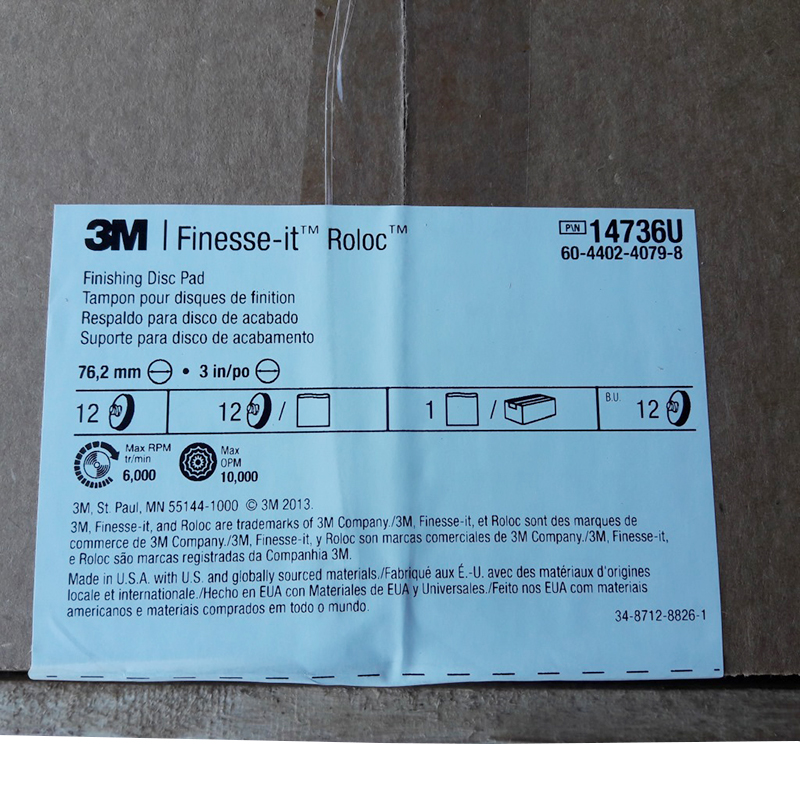 3M | Finesse-it™ Roloc™
P\N 14736U
60-4402-4079-8
Finishing Disc Pad
Tampon pour disques de finition
Respaldo para disco de acabado
Suporte para disco de acabamento
76,2 mm • 3 in/po
12 12 / 1 / B.U. 12
Max RPM
tr/min
6,000
Max
OPM
10,000
3M, St. Paul, MN 55144-1000 © 3M 2013.
3M, Finesse-it, and Roloc are trademarks of 3M Company./3M, Finesse-it, et Roloc sont des marques de
commerce de 3M Company./3M, Finesse-it, y Roloc son marcas comerciales de 3M Company./3M, Finesse-it,
e Roloc são marcas registradas da Companhia 3M.
Made in U.S.A. with U.S. and globally sourced materials./Fabriqué aux É.-U. avec des matériaux d'origines
locale et internationale./Hecho en EUA con Materiales de EUA y Universales./Feito nos EUA com materiais
americanos e materiais comprados em todo o mundo.
34-8712-8826-1